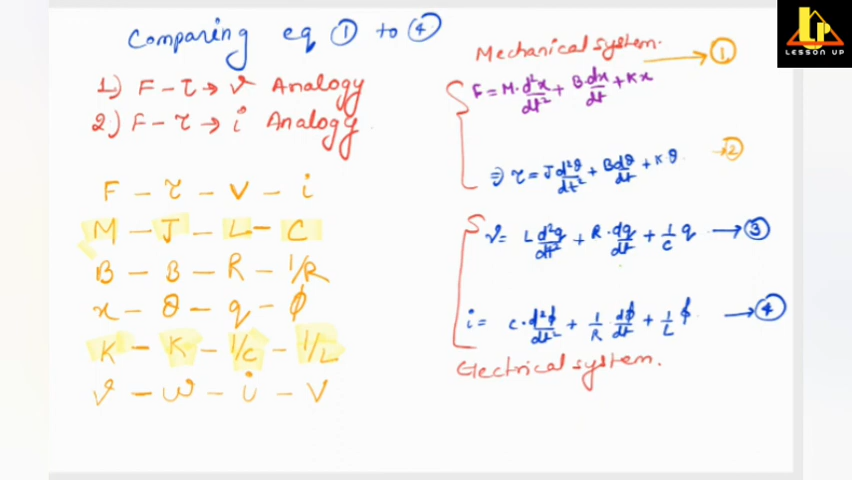 Comparing eq ① to ④
1) F-τ→v Analogy
2) F-τ→i Analogy
F - τ - V - i
M - J - L - C
B - B - R - 1/R
x - θ - q - ϕ
K - K - 1/C - 1/L
v - ω - i - V
Mechanical system. → ①
F = M·d²x/dt² + B·dx/dt + Kx
⇒ τ = J d²θ/dt² + B dθ/dt + Kθ → ②
v = L d²q/dt² + R·dq/dt + 1/C q → ③
i = C·d²ϕ/dt² + 1/R dϕ/dt + 1/L ϕ → ④
Electrical system.
LESSON UP